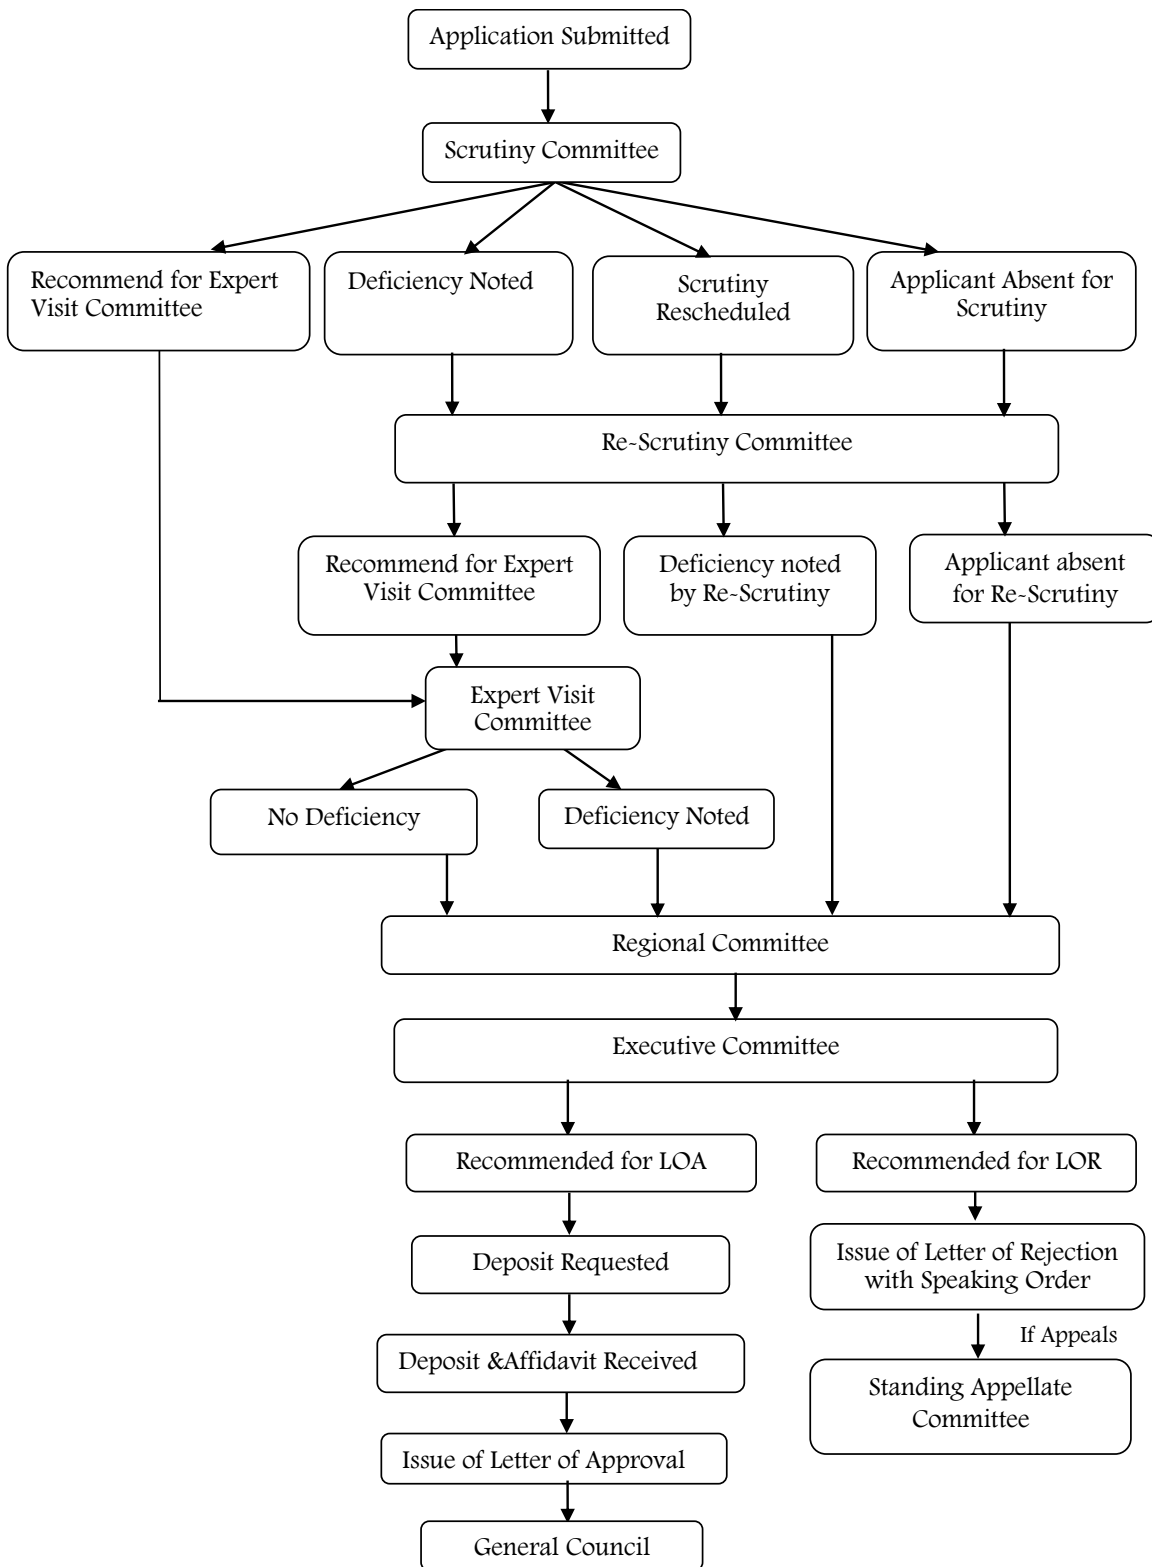 Application Submitted
Scrutiny Committee
Recommend for Expert
Visit Committee
Deficiency Noted
Scrutiny
Rescheduled
Applicant Absent for
Scrutiny
Re-Scrutiny Committee
Recommend for Expert
Visit Committee
Deficiency noted
by Re-Scrutiny
Applicant absent
for Re-Scrutiny
Expert Visit
Committee
No Deficiency
Deficiency Noted
Regional Committee
Executive Committee
Recommended for LOA
Recommended for LOR
Deposit Requested
Issue of Letter of Rejection
with Speaking Order
If Appeals
Deposit &Affidavit Received
Standing Appellate
Committee
Issue of Letter of Approval
General Council